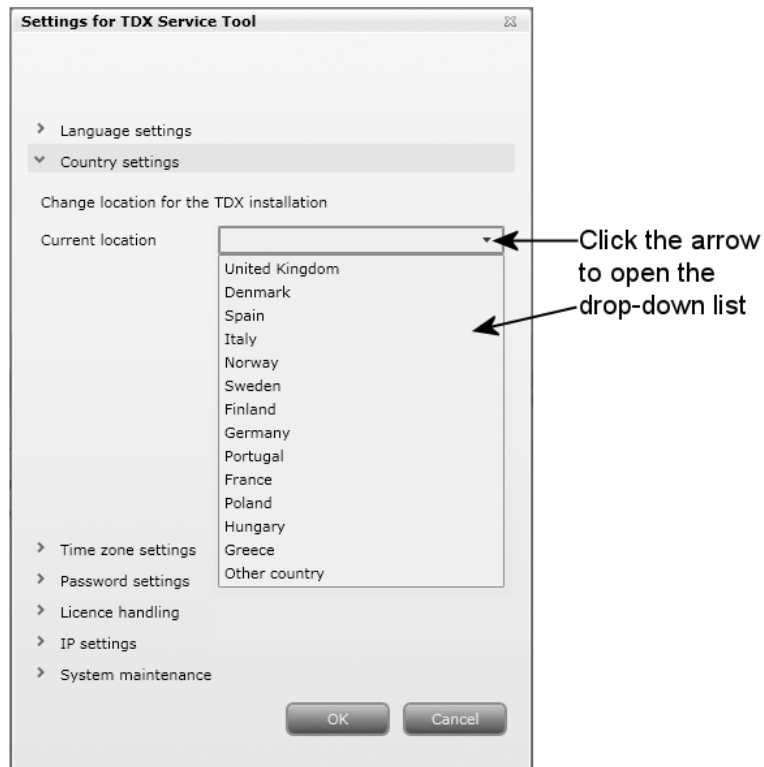 Settings for TDX Service Tool
Language settings
Country settings
Change location for the TDX installation
Current location
United Kingdom
Denmark
Spain
Italy
Norway
Sweden
Finland
Germany
Portugal
France
Poland
Hungary
Greece
Other country
Click the arrow
to open the
drop-down list
Time zone settings
Password settings
Licence handling
IP settings
System maintenance
OK
Cancel